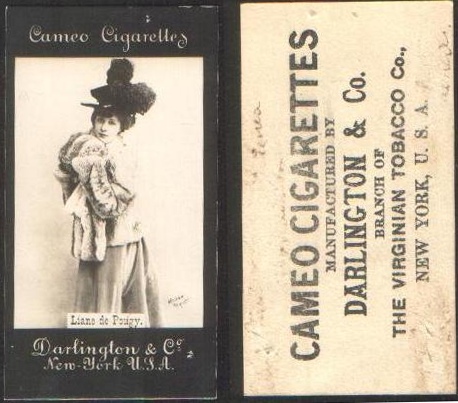 Cameo Cigarettes
Liane de Pougy.
Darlington & Co.
New-York U.S.A.
CAMEO CIGARETTES
MANUFACTURED BY
DARLINGTON & Co.
BRANCH OF
THE VIRGINIAN TOBACCO Co.,
NEW YORK, U. S. A.